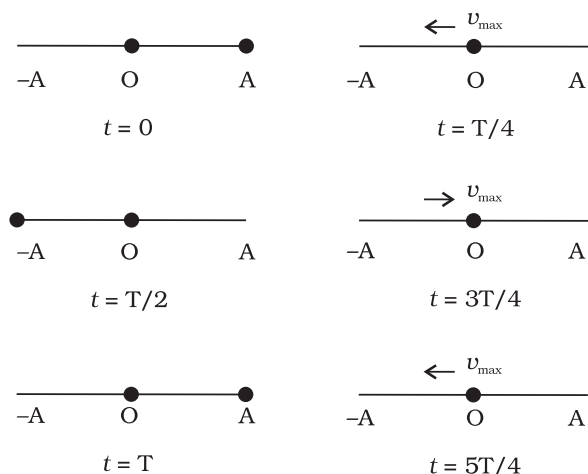 v_max
–A O A
–A O A
t = 0
t = T/4
v_max
–A O A
–A O A
t = T/2
t = 3T/4
v_max
–A O A
–A O A
t = T
t = 5T/4